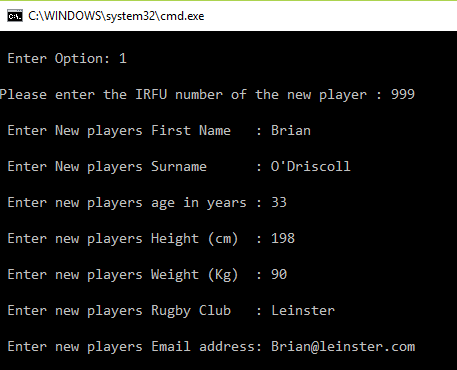 C:\WINDOWS\system32\cmd.exe
Enter Option: 1
Please enter the IRFU number of the new player : 999
Enter New players First Name : Brian
Enter New players Surname : O'Driscoll
Enter new players age in years : 33
Enter new players Height (cm) : 198
Enter new players Weight (Kg) : 90
Enter new players Rugby Club : Leinster
Enter new players Email address: Brian@leinster.com